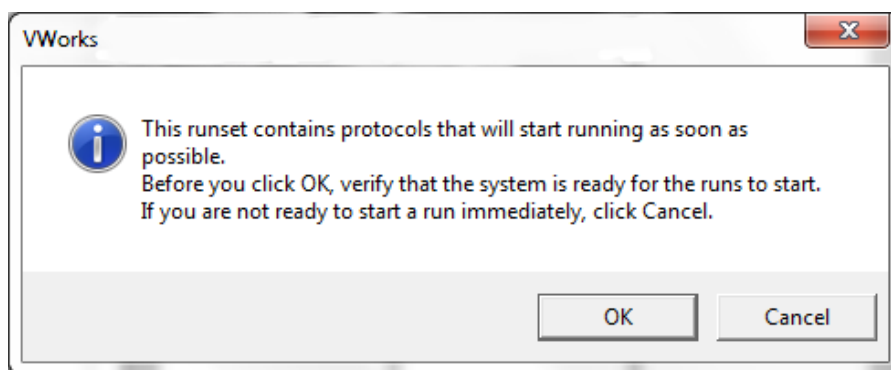 VWorks
This runset contains protocols that will start running as soon as
possible.
Before you click OK, verify that the system is ready for the runs to start.
If you are not ready to start a run immediately, click Cancel.
OK
Cancel